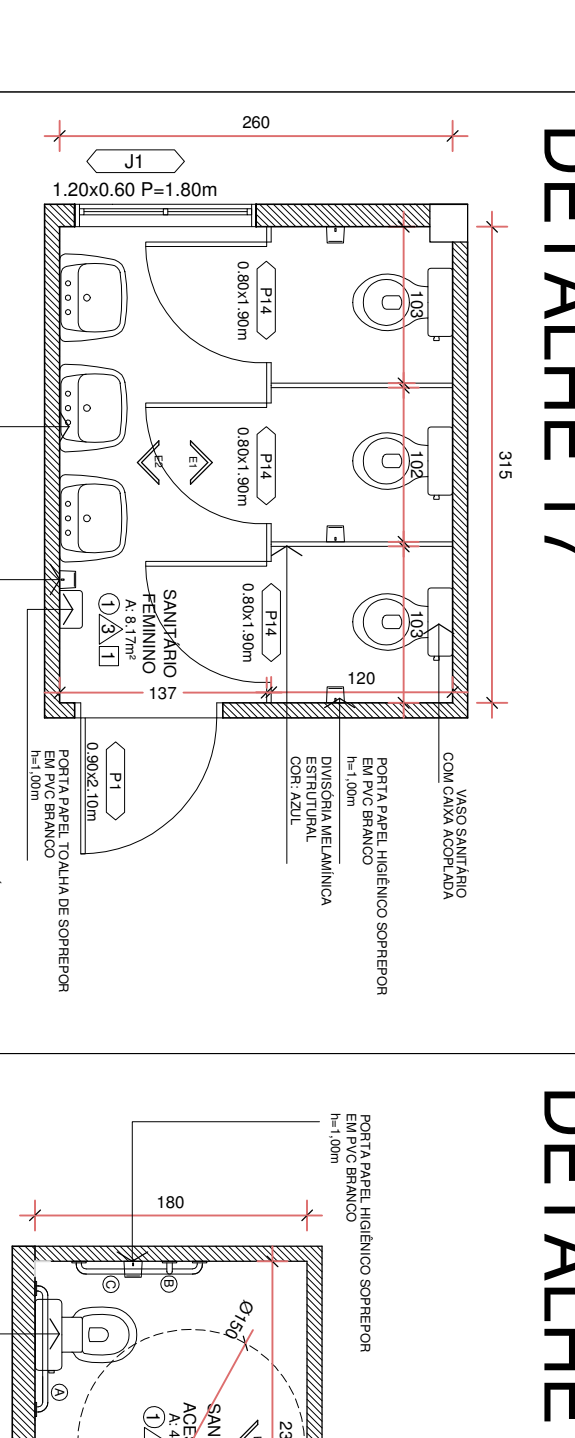 DETALHE 17
260
J1
1.20x0.60 P=1.80m
315
103
102
103
P14
0.80x1.90m
P14
0.80x1.90m
P14
0.80x1.90m
E1
E2
SANITÁRIO
FEMININO
A: 8.17m²
1 3 1
137
120
P1
0.90x2.10m
VASO SANITÁRIO
COM CAIXA ACOPLADA
PORTA PAPEL HIGIÊNICO SOPREPOR
EM PVC BRANCO
h=1,00m
DIVISÓRIA MELAMÍNICA
ESTRUTURAL
COR: AZUL
PORTA PAPEL TOALHA DE SOPREPOR
EM PVC BRANCO
h=1,00m
DETALHE
PORTA PAPEL HIGIÊNICO SOPREPOR
EM PVC BRANCO
h=1,00m
180
C
B
A
Ø150
23
SAN
ACE
A: 4
1